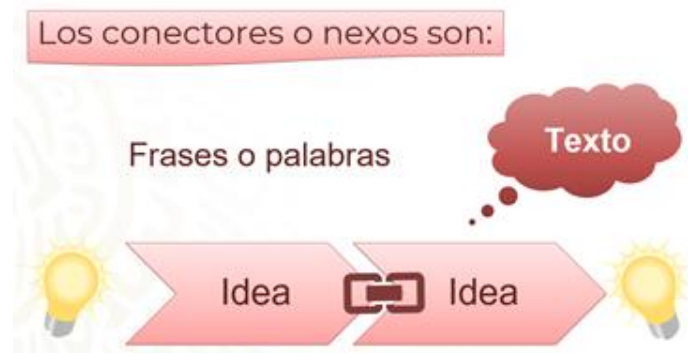 Los conectores o nexos son:
Frases o palabras
Texto
Idea
Idea